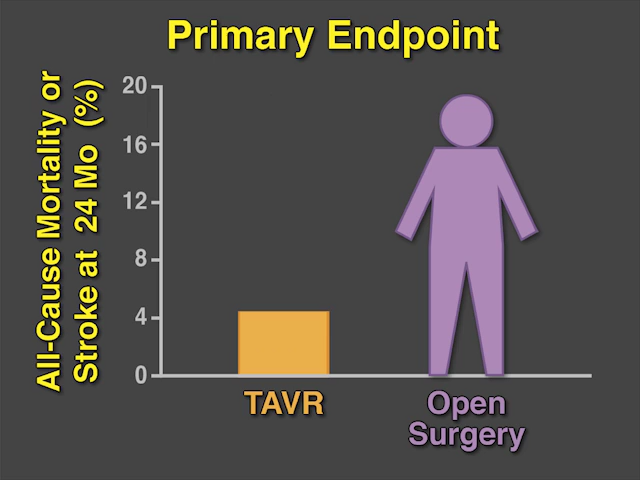 Primary Endpoint
All-Cause Mortality or
Stroke at 24 Mo (%)
20
16
12
8
4
0
TAVR
Open
Surgery